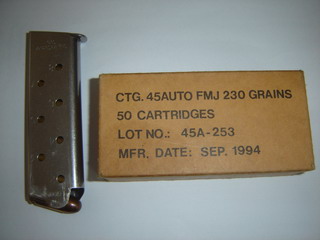 CTG. 45AUTO FMJ 230 GRAINS
50 CARTRIDGES
LOT NO.: 45A-253
MFR. DATE: SEP. 1994